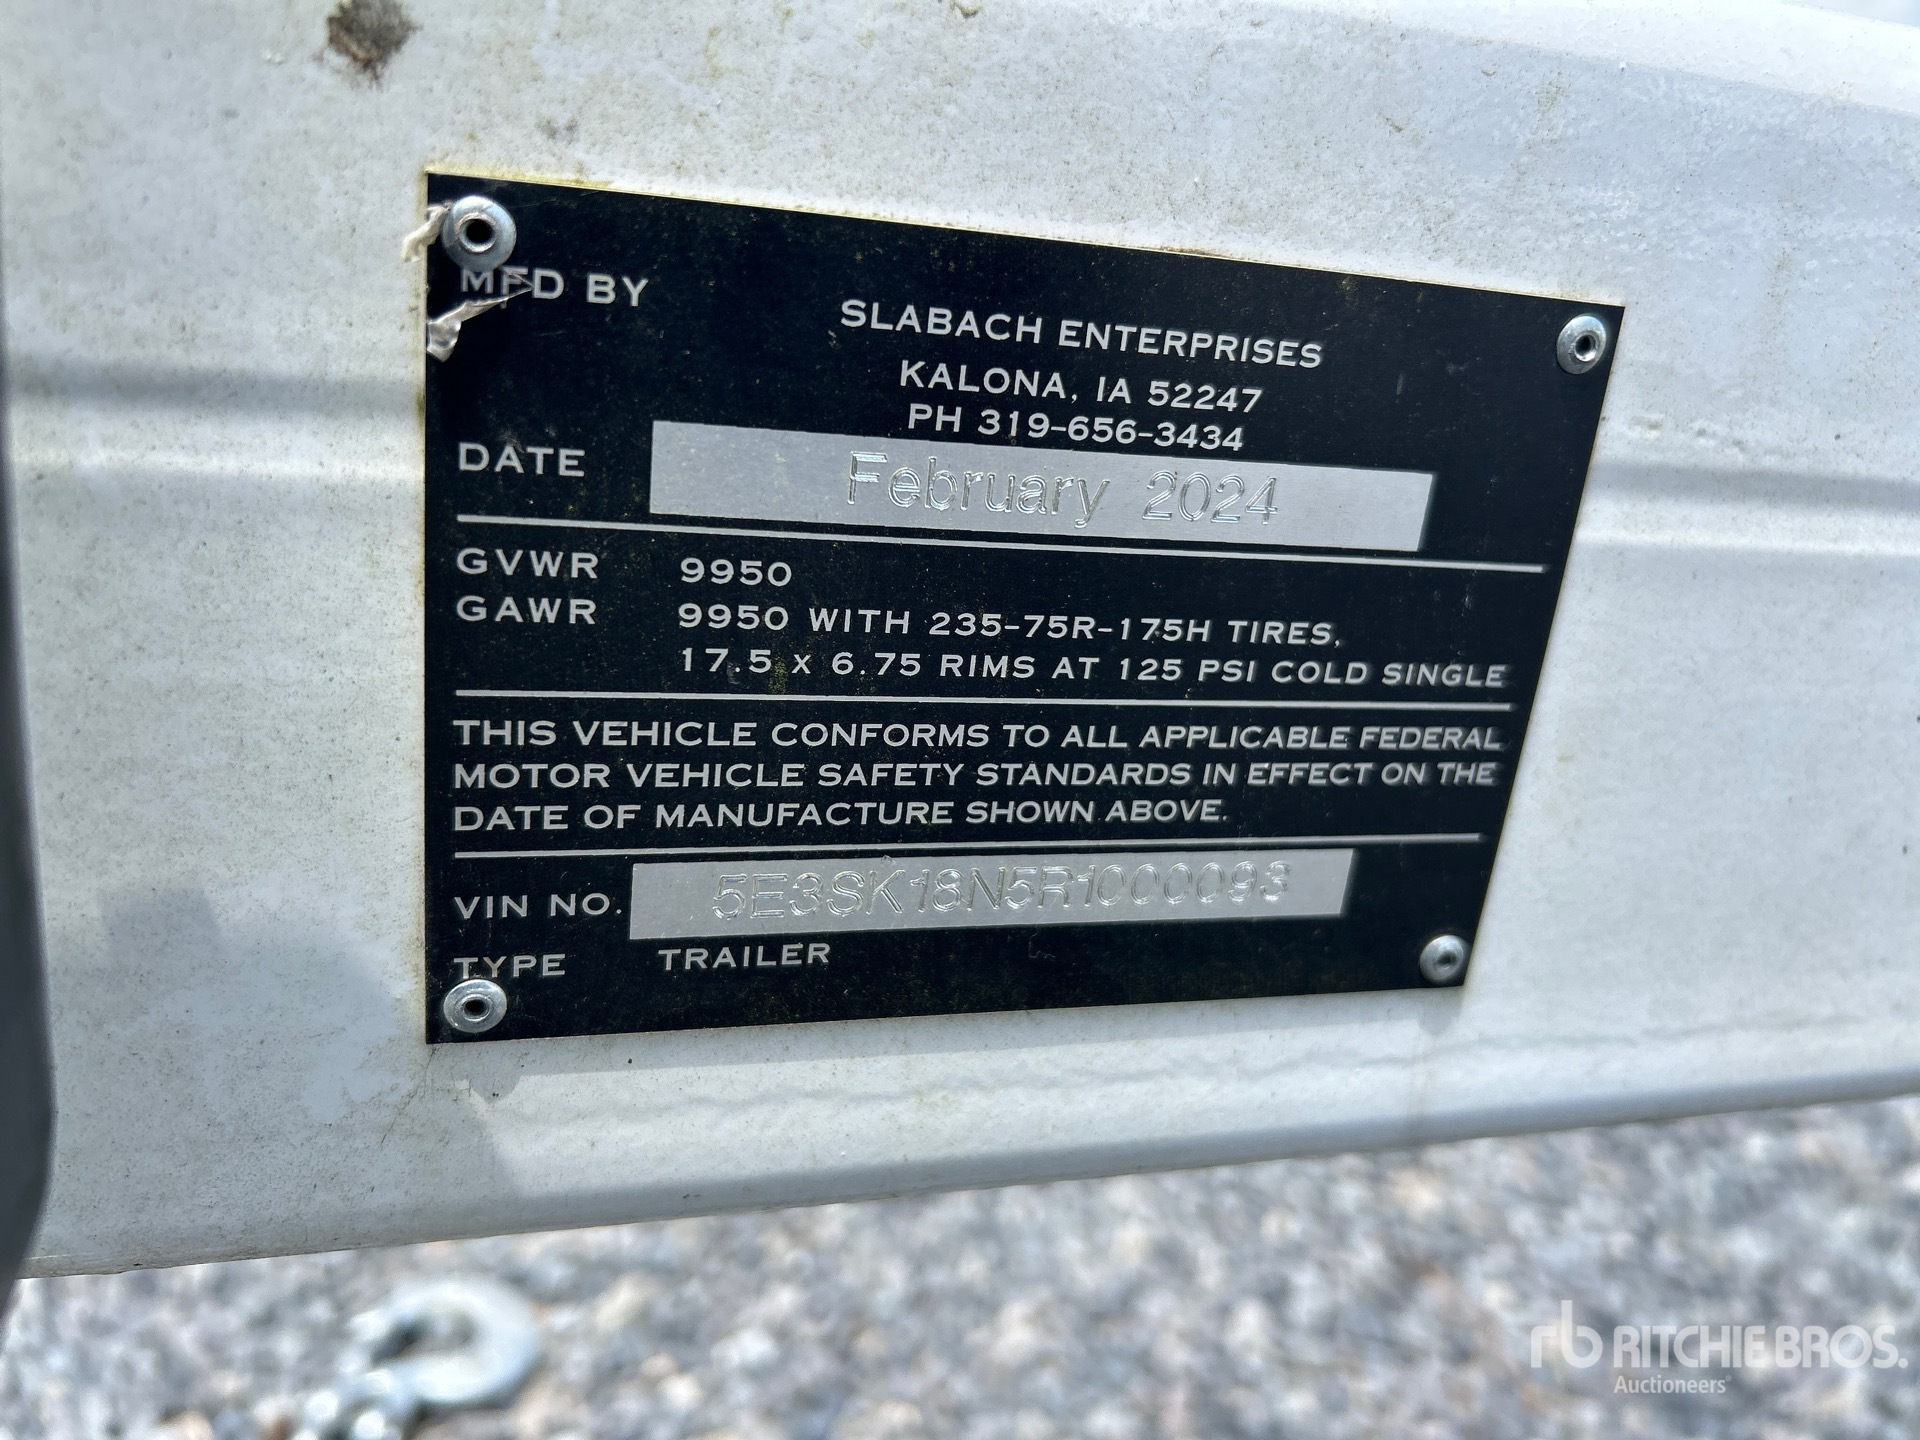 MFD BY
SLABACH ENTERPRISES
KALONA, IA 52247
PH 319-656-3434
DATE February 2024
GVWR 9950
GAWR 9950 WITH 235-75R-175H TIRES,
17.5 X 6.75 RIMS AT 125 PSI COLD SINGLE
THIS VEHICLE CONFORMS TO ALL APPLICABLE FEDERAL
MOTOR VEHICLE SAFETY STANDARDS IN EFFECT ON THE
DATE OF MANUFACTURE SHOWN ABOVE.
VIN NO. 5E3SK18N5R1000093
TYPE TRAILER
rb RITCHIE BROS.
Auctioneers